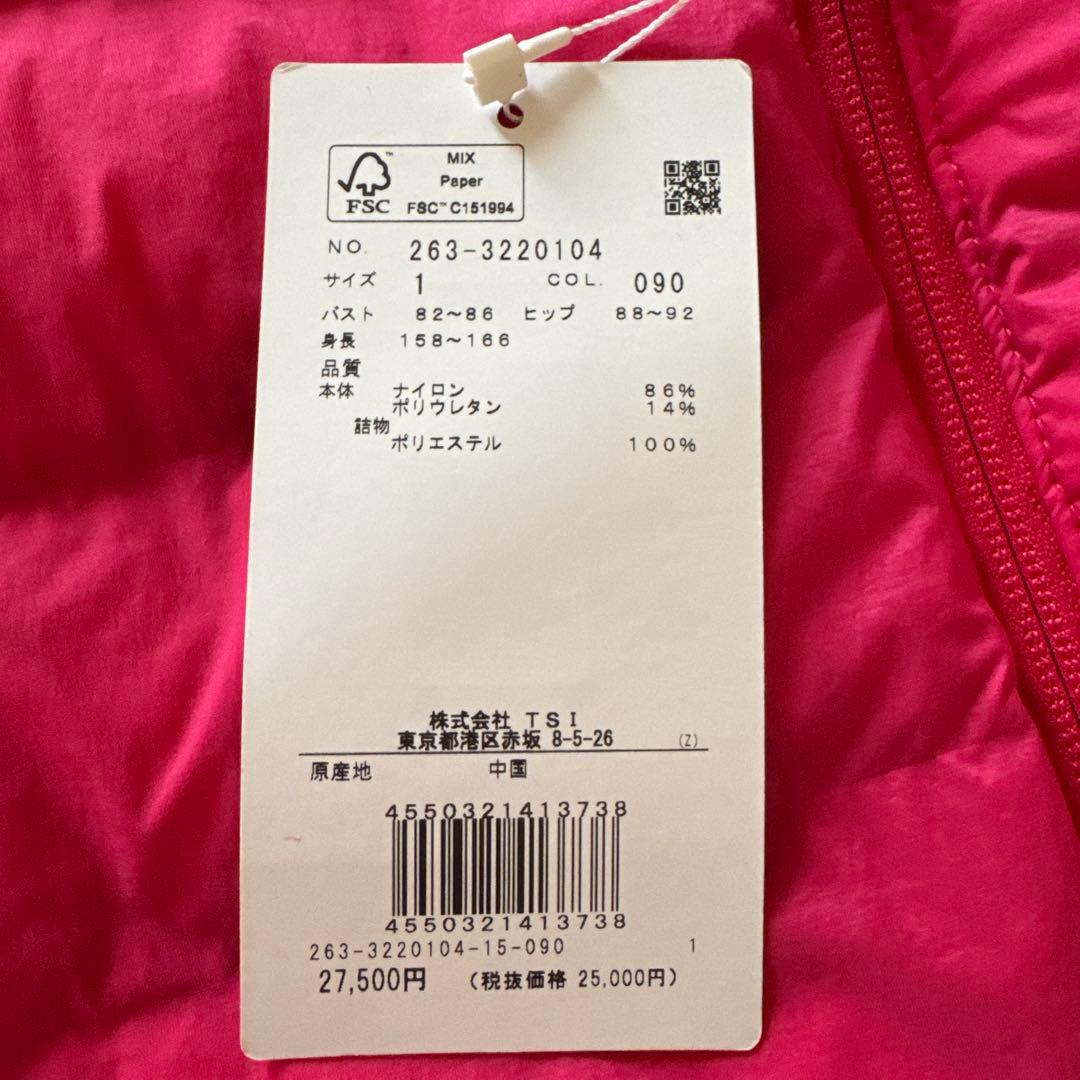 MIX
Paper
FSC™ C151994
FSC
NO. 263-3220104
サイズ 1 COL. 090
バスト 82～86 ヒップ 88～92
身長 158～166
品質
本体 ナイロン 86%
ポリウレタン 14%
詰物
ポリエステル 100%
株式会社 TSI
東京都港区赤坂 8-5-26 (Z)
原産地 中国
4550321413738
4550321413738
263-3220104-15-090 1
27,500円 (税抜価格 25,000円)